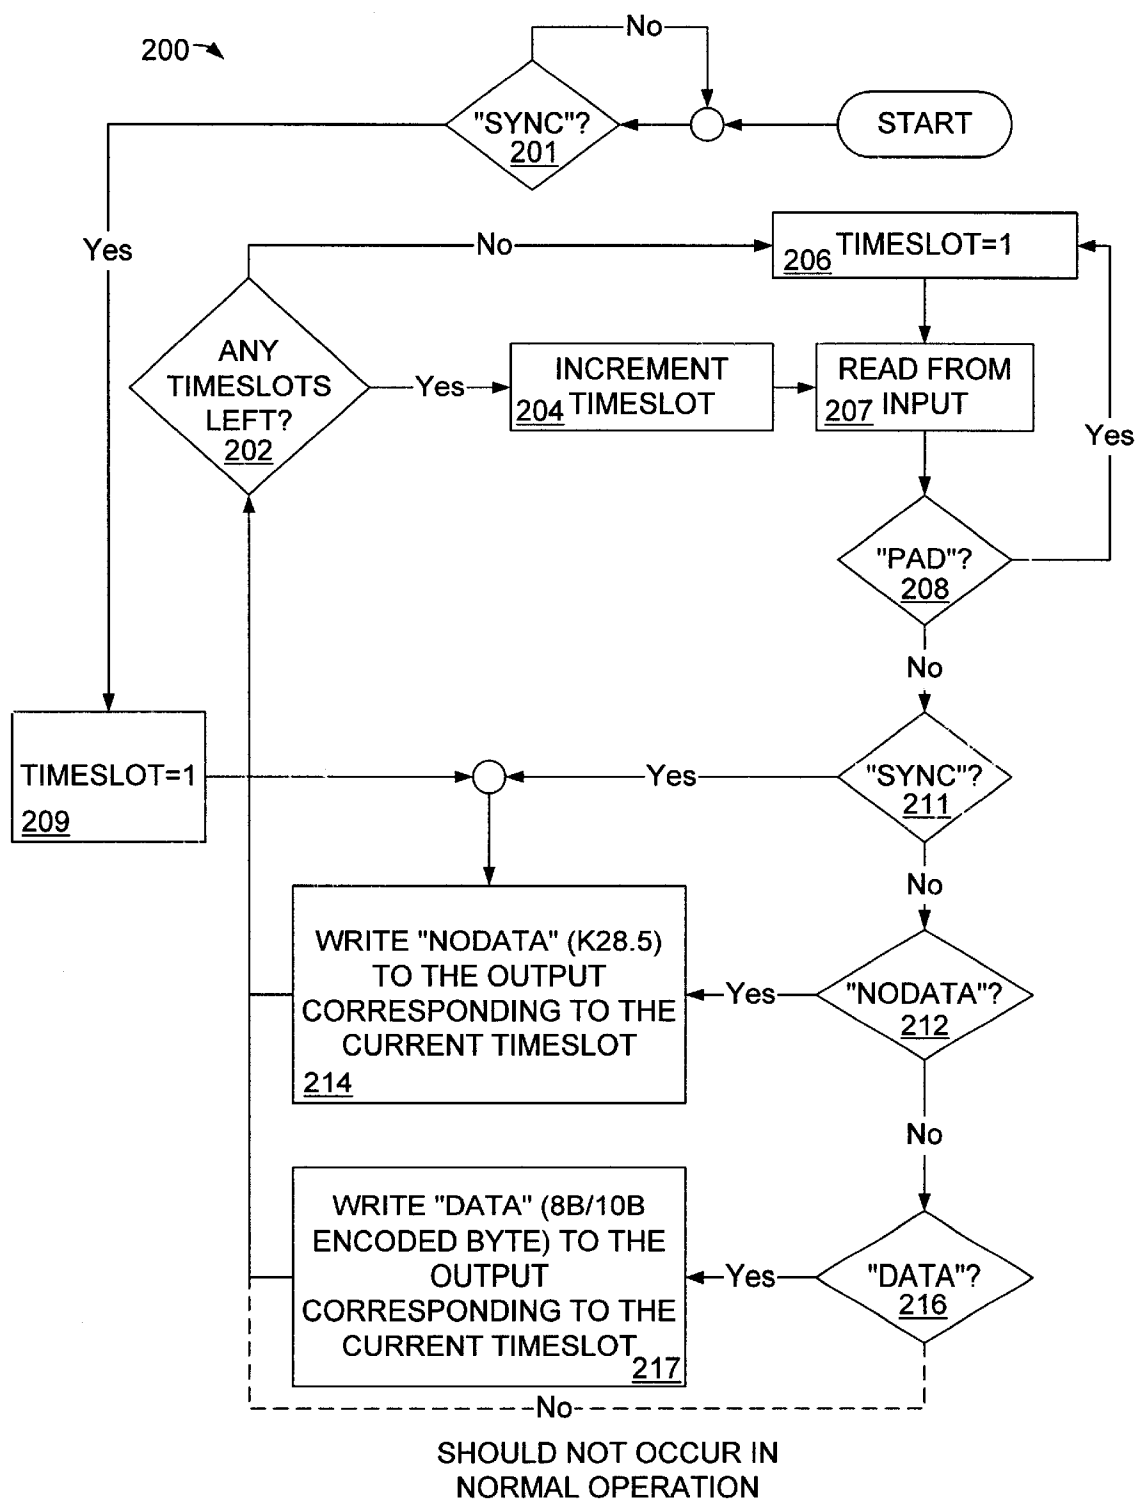 200
No
"SYNC"?
201
START
Yes
No
TIMESLOT=1
206
ANY
TIMESLOTS
LEFT?
202
Yes
INCREMENT
TIMESLOT
204
READ FROM
INPUT
207
Yes
"PAD"?
208
No
TIMESLOT=1
209
Yes
"SYNC"?
211
No
WRITE "NODATA" (K28.5)
TO THE OUTPUT
CORRESPONDING TO THE
CURRENT TIMESLOT
214
Yes
"NODATA"?
212
No
WRITE "DATA" (8B/10B
ENCODED BYTE) TO THE
OUTPUT
CORRESPONDING TO THE
CURRENT TIMESLOT
217
Yes
"DATA"?
216
No
SHOULD NOT OCCUR IN
NORMAL OPERATION